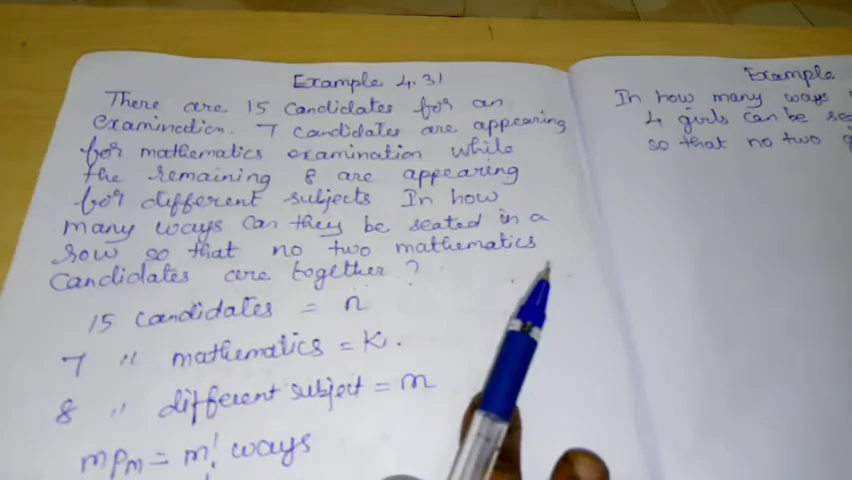 Example 4.31
There are 15 candidates for an
examination. 7 candidates are appearing
for mathematics examination while
the remaining 8 are appearing
for different subjects In how
many ways can they be seated in a
row so that no two mathematics
candidates are together ?
15 candidates = n
7 " mathematics = K.
8 " different subject = m
mPm = m! ways
Example
In how many ways
4 girls can be
so that no two